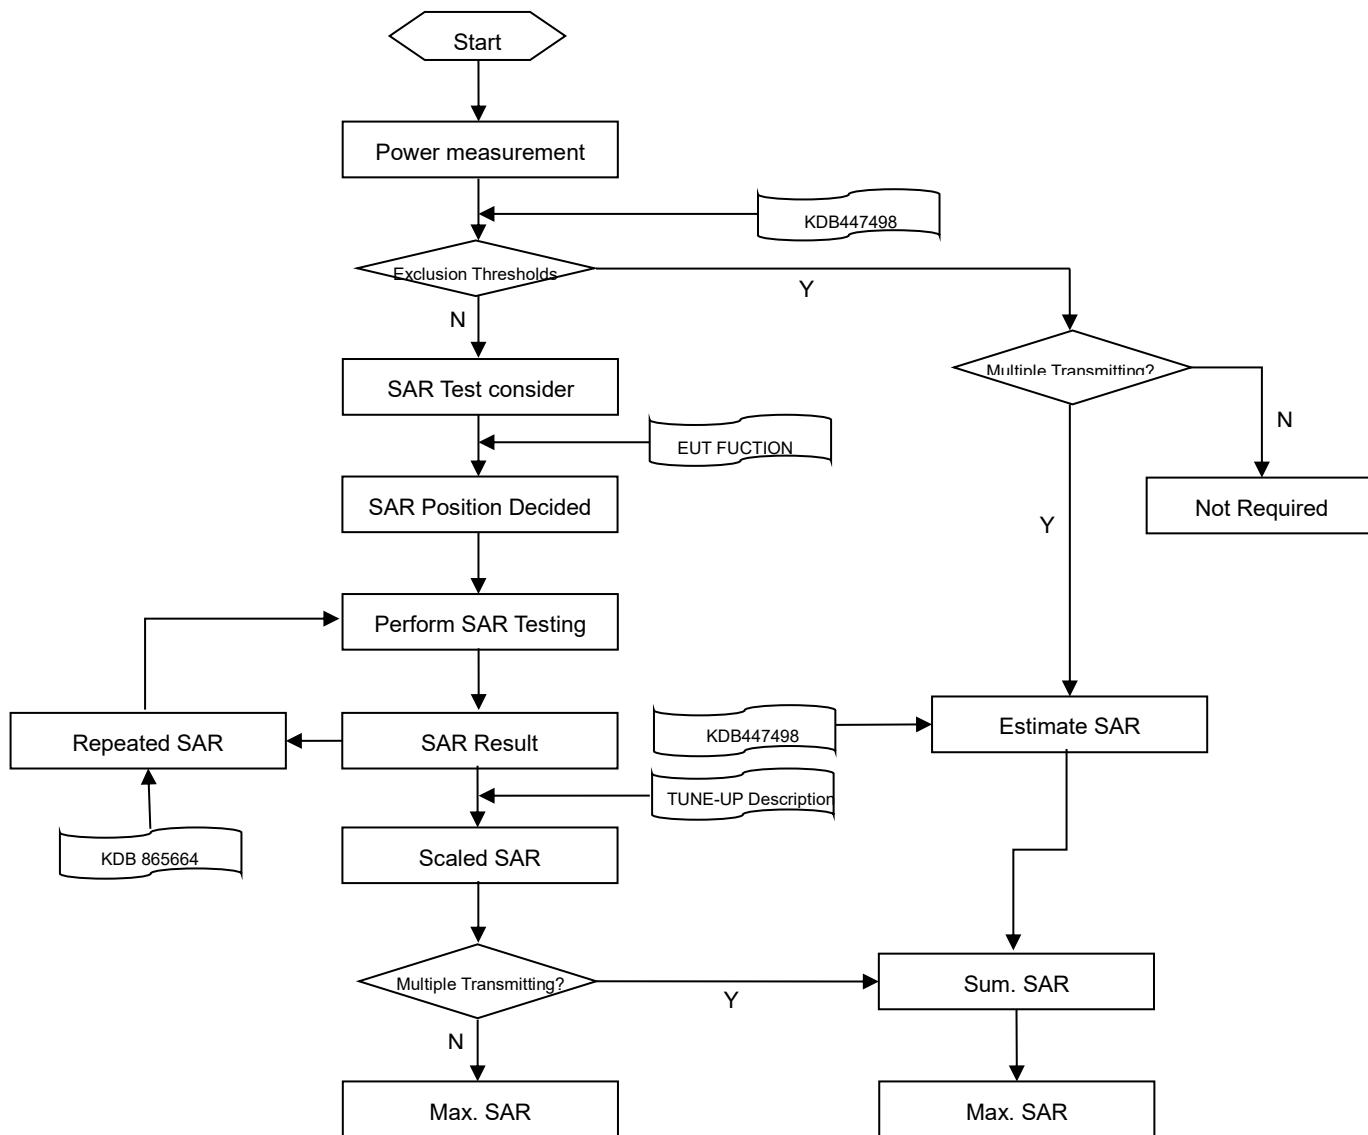 Start
Power measurement
KDB447498
Exclusion Thresholds
Y
N
Multiple Transmitting?
SAR Test consider
N
EUT FUCTION
SAR Position Decided
Not Required
Y
Perform SAR Testing
Repeated SAR
SAR Result
KDB447498
Estimate SAR
TUNE-UP Description
KDB 865664
Scaled SAR
Multiple Transmitting?
Y
Sum. SAR
N
Max. SAR
Max. SAR